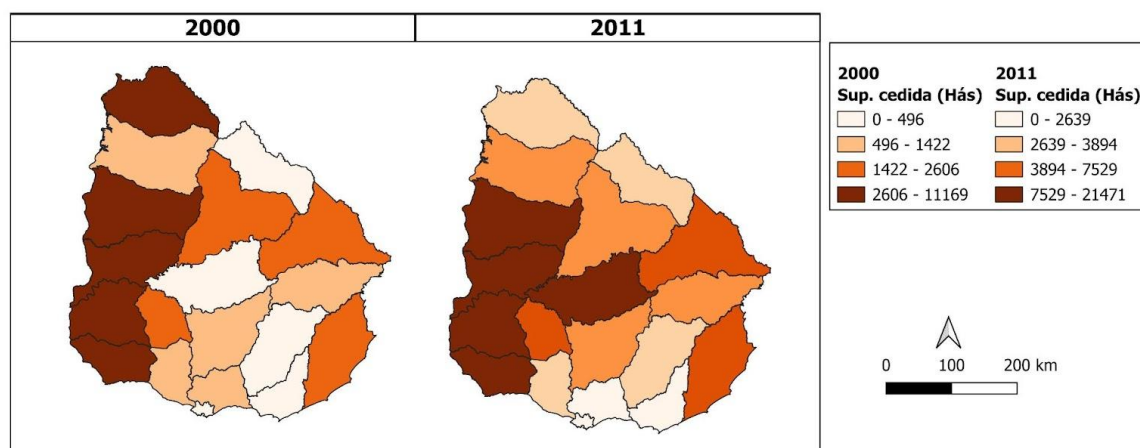 2000
2011
2000
Sup. cedida (Hás)
0 - 496
496 - 1422
1422 - 2606
2606 - 11169
2011
Sup. cedida (Hás)
0 - 2639
2639 - 3894
3894 - 7529
7529 - 21471
0 100 200 km